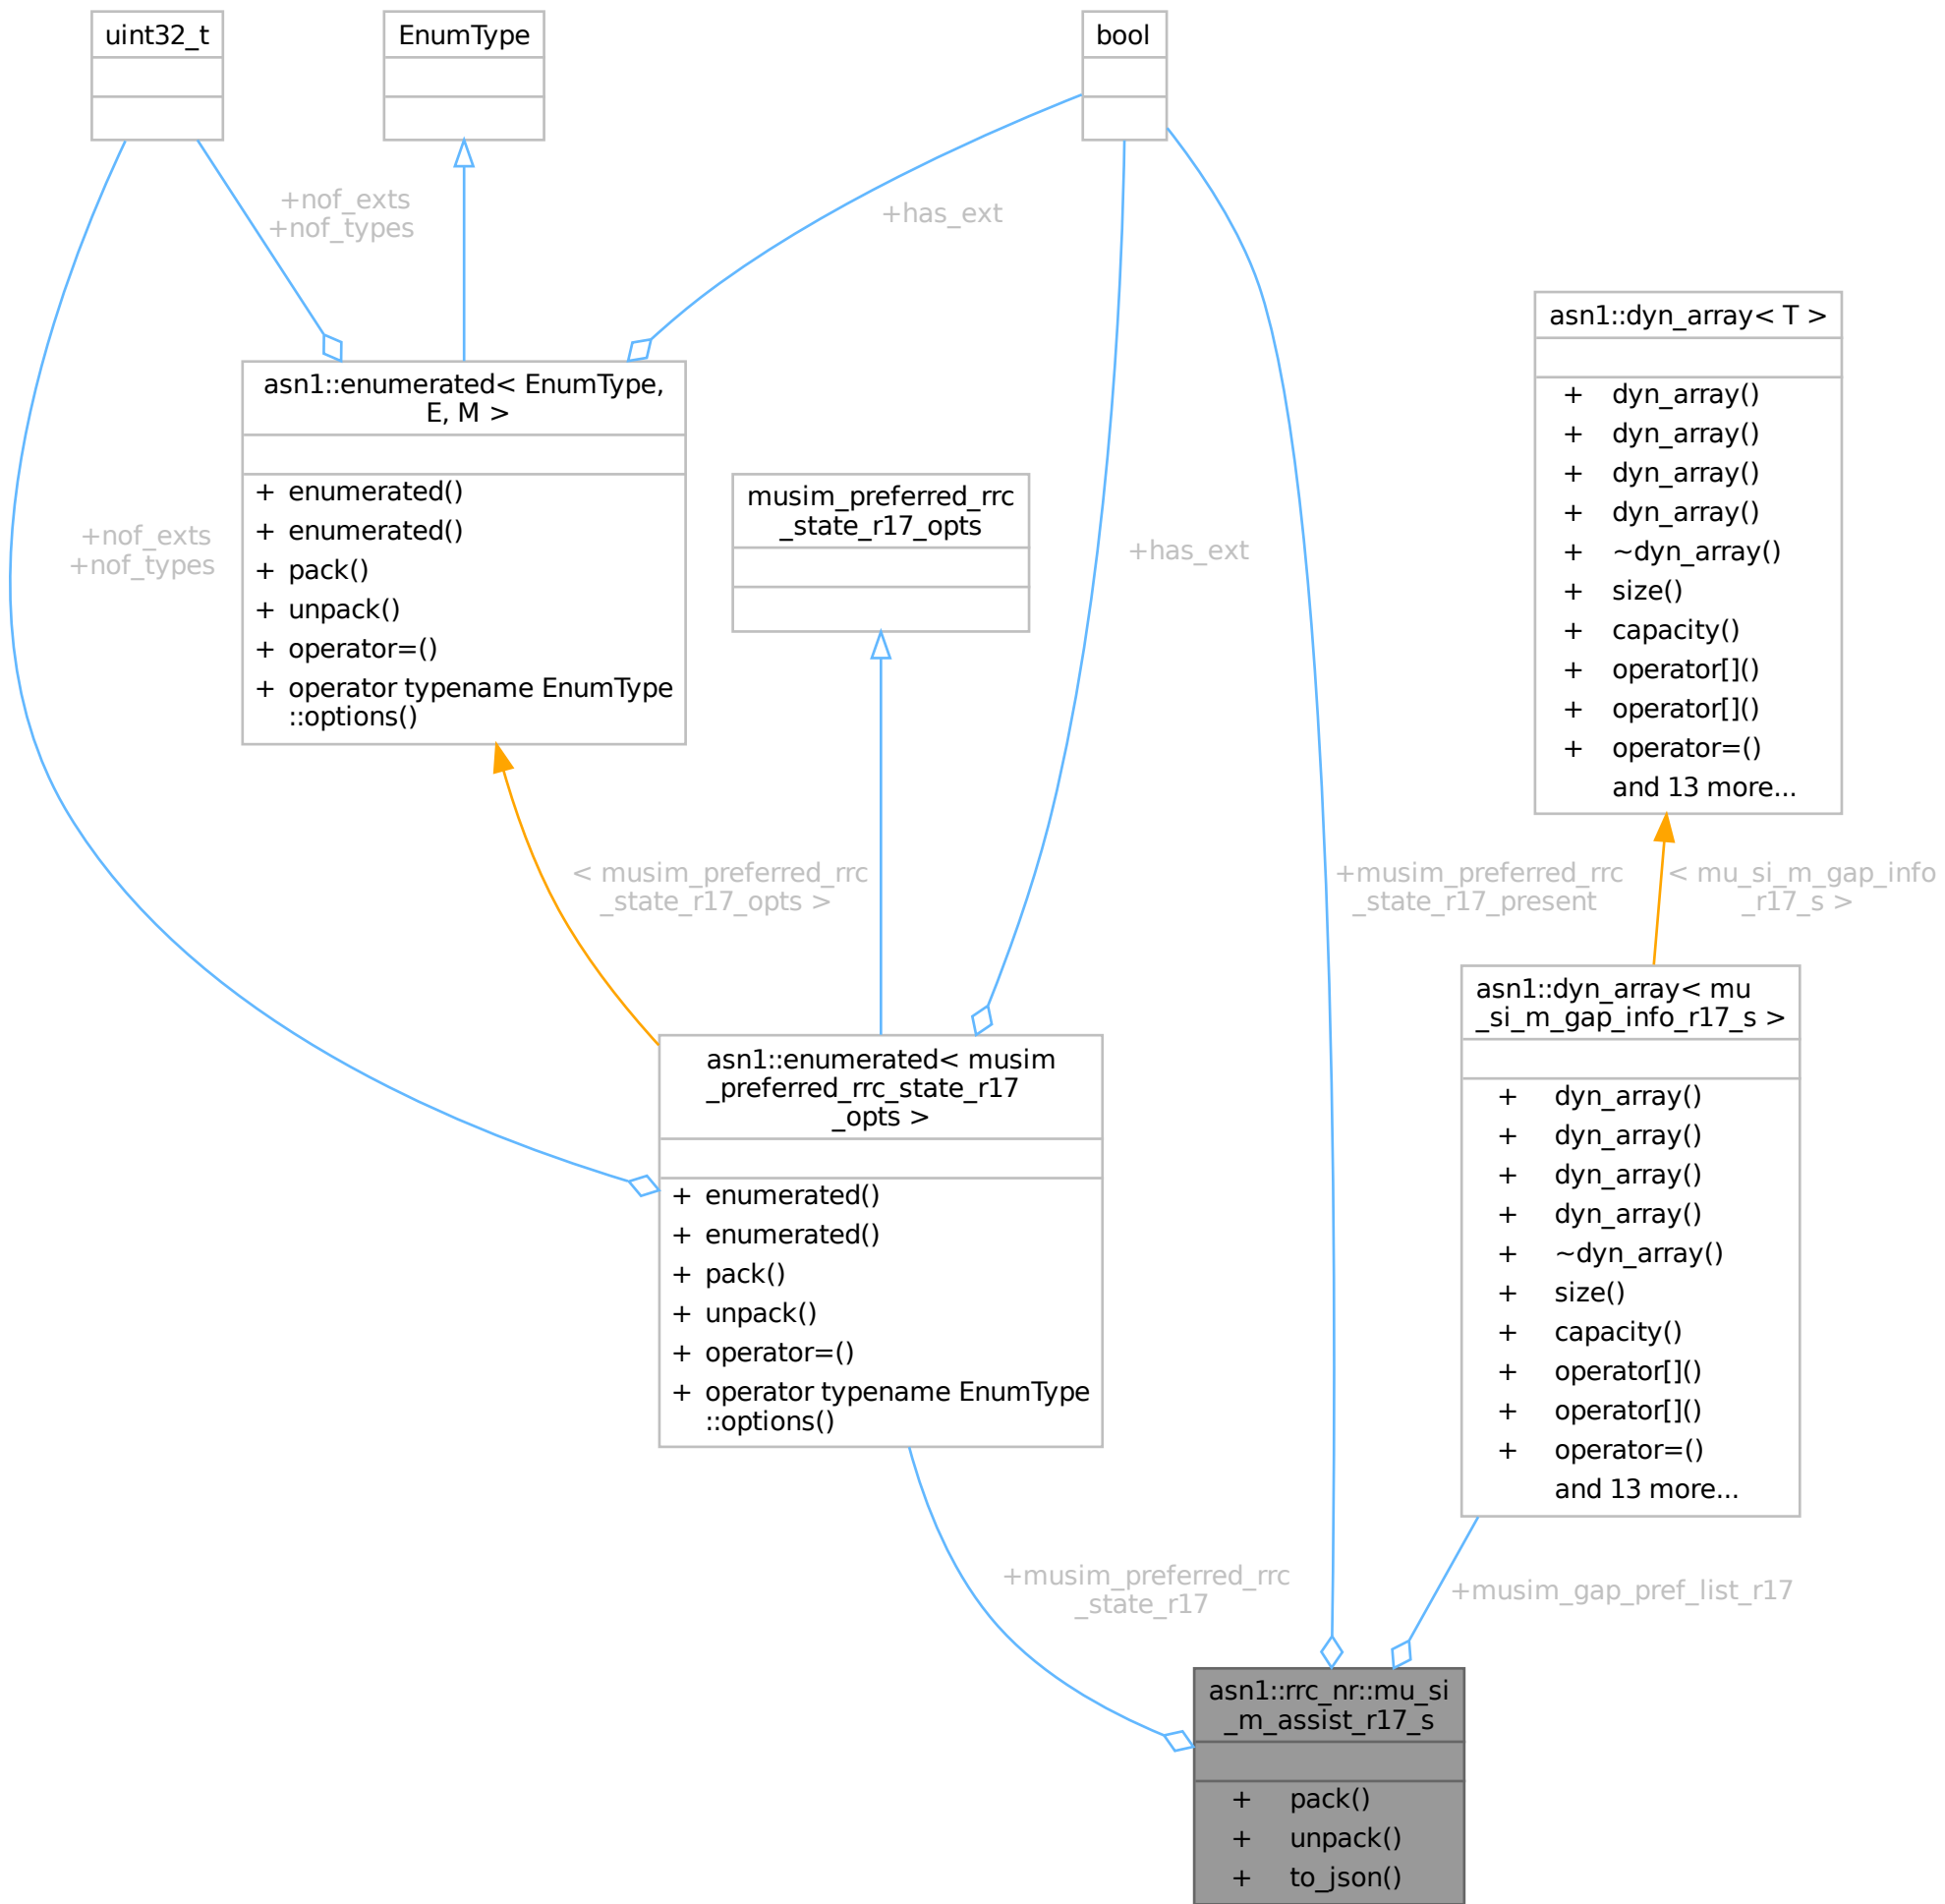 uint32_t
EnumType
bool
+nof_exts
+nof_types
+has_ext
asn1::dyn_array< T >
+ dyn_array()
+ dyn_array()
+ dyn_array()
+ dyn_array()
+ ~dyn_array()
+ size()
+ capacity()
+ operator[]()
+ operator[]()
+ operator=()
and 13 more...
asn1::enumerated< EnumType,
E, M >
+ enumerated()
+ enumerated()
+ pack()
+ unpack()
+ operator=()
+ operator typename EnumType
::options()
musim_preferred_rrc
_state_r17_opts
+nof_exts
+nof_types
+has_ext
< musim_preferred_rrc
_state_r17_opts >
+musim_preferred_rrc
_state_r17_present
< mu_si_m_gap_info
_r17_s >
asn1::dyn_array< mu
_si_m_gap_info_r17_s >
+ dyn_array()
+ dyn_array()
+ dyn_array()
+ dyn_array()
+ ~dyn_array()
+ size()
+ capacity()
+ operator[]()
+ operator[]()
+ operator=()
and 13 more...
asn1::enumerated< musim
_preferred_rrc_state_r17
_opts >
+ enumerated()
+ enumerated()
+ pack()
+ unpack()
+ operator=()
+ operator typename EnumType
::options()
+musim_preferred_rrc
_state_r17
+musim_gap_pref_list_r17
asn1::rrc_nr::mu_si
_m_assist_r17_s
+ pack()
+ unpack()
+ to_json()